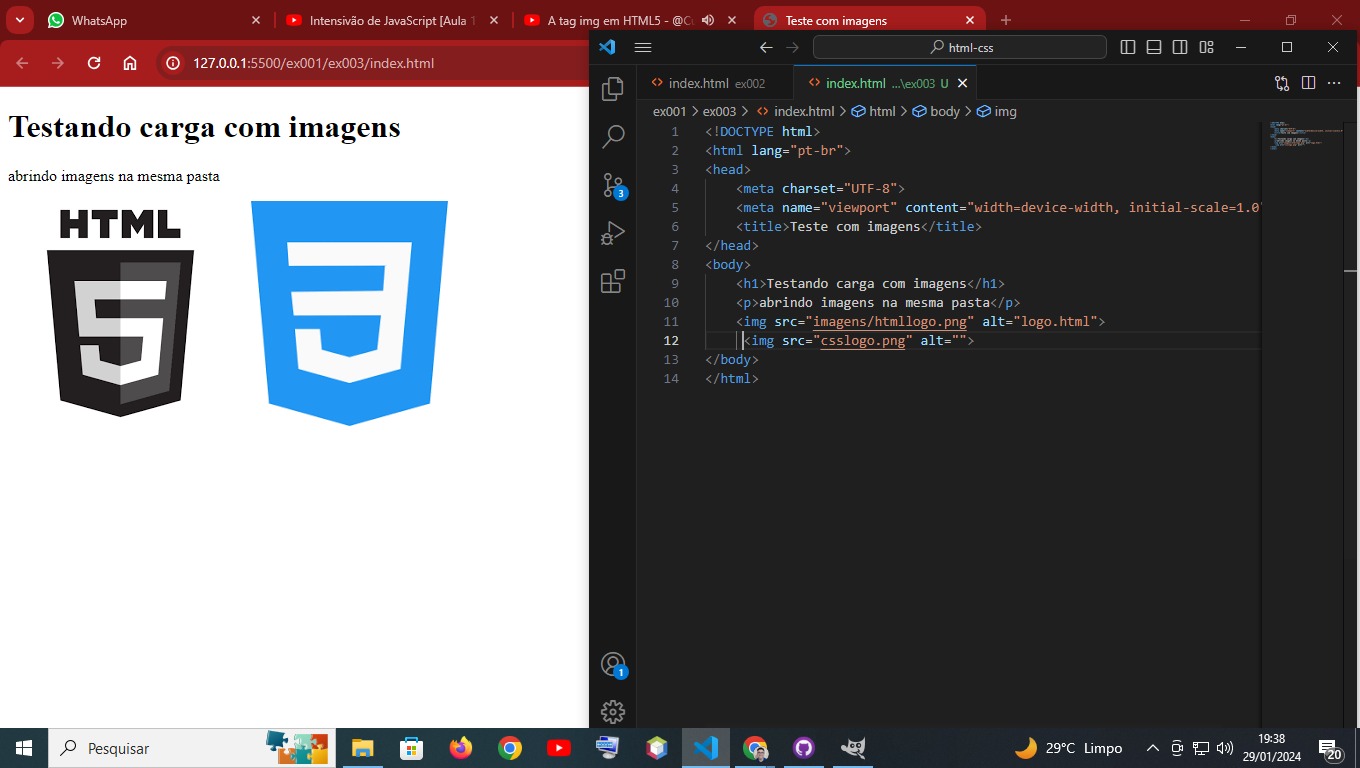 WhatsApp
Intensivão de JavaScript [Aula 1
A tag img em HTML5 - @Cu
Teste com imagens
127.0.0.1:5500/ex001/ex003/index.html
Testando carga com imagens
abrindo imagens na mesma pasta
HTML
5
html-css
index.html ex002
index.html ...\ex003 U
ex001 > ex003 > index.html > html > body > img
1 <!DOCTYPE html>
2 <html lang="pt-br">
3 <head>
4 <meta charset="UTF-8">
5 <meta name="viewport" content="width=device-width, initial-scale=1.0"
6 <title>Teste com imagens</title>
7 </head>
8 <body>
9 <h1>Testando carga com imagens</h1>
10 <p>abrindo imagens na mesma pasta</p>
11 <img src="imagens/htmllogo.png" alt="logo.html">
12 <img src="csslogo.png" alt="">
13 </body>
14 </html>
3
1
Pesquisar
29°C Limpo
19:38
29/01/2024
20